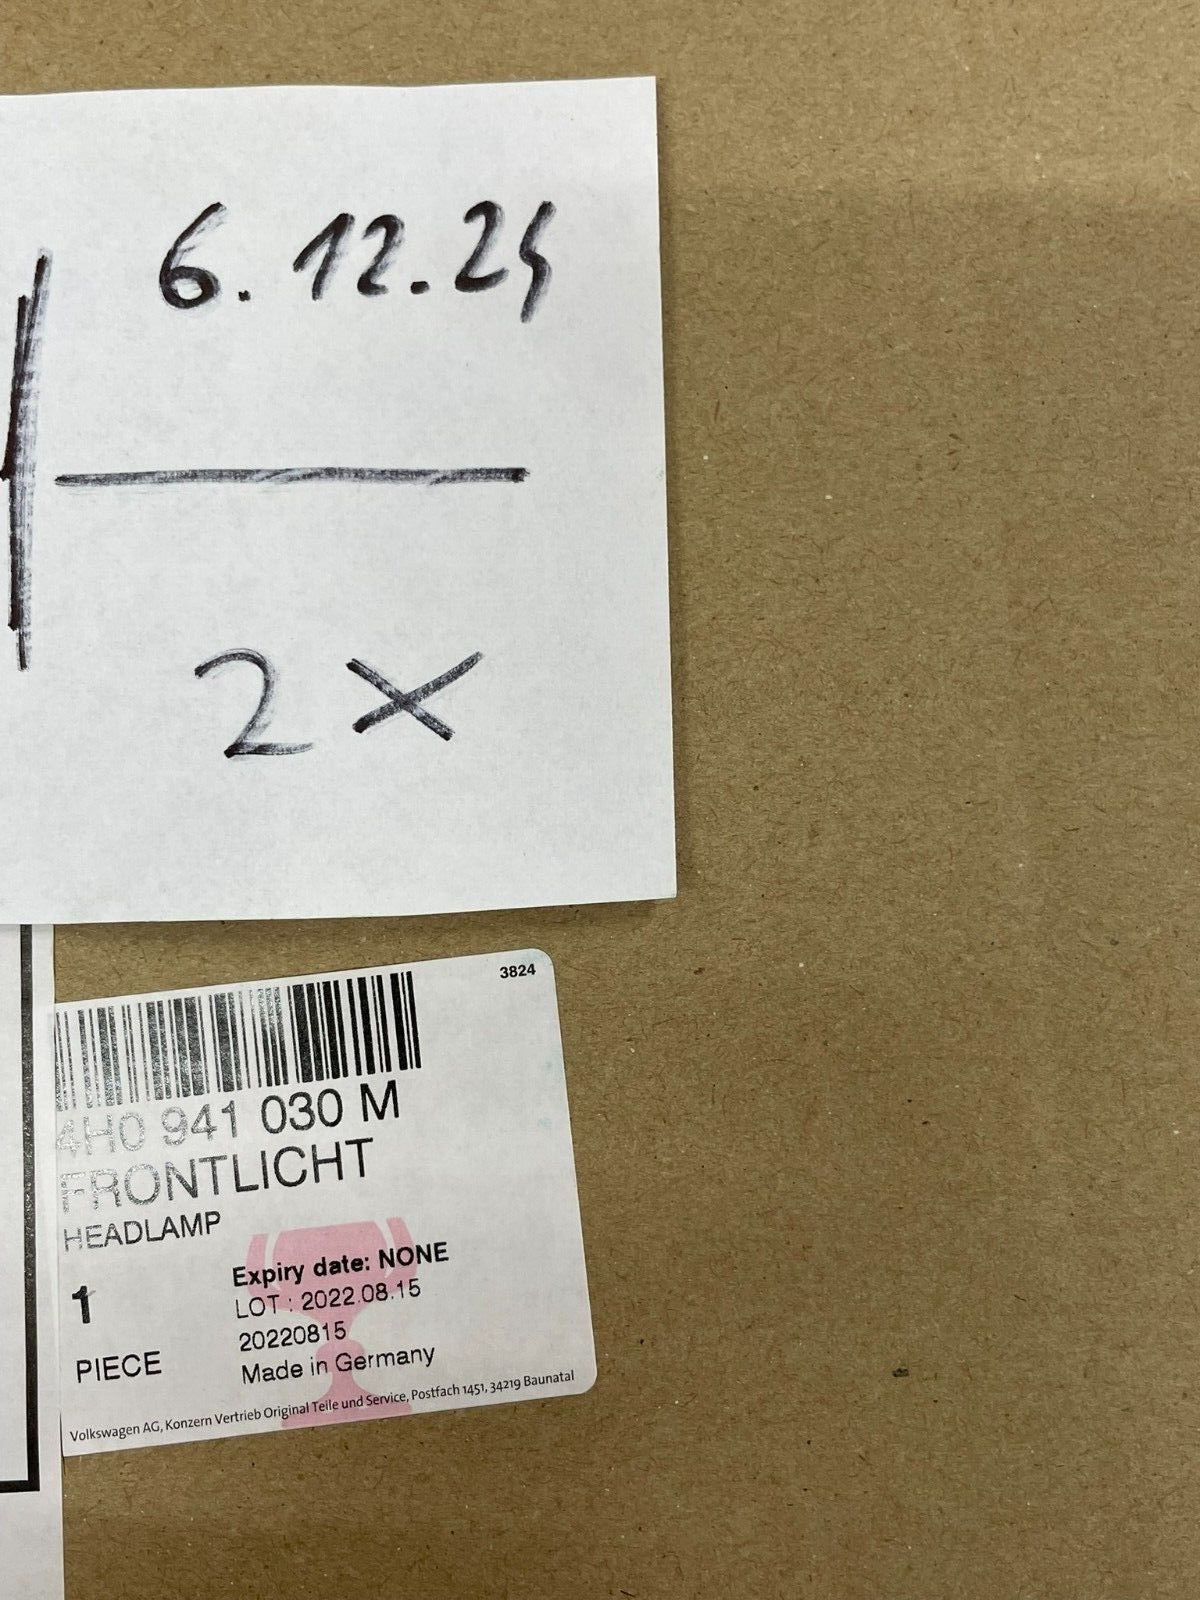 6. 12. 24
2 x
3824
4H0 941 030 M
FRONTLICHT
HEADLAMP
1
PIECE
Expiry date: NONE
LOT : 2022.08.15
20220815
Made in Germany
Volkswagen AG, Konzern Vertrieb Original Teile und Service, Postfach 1451, 34219 Baunatal